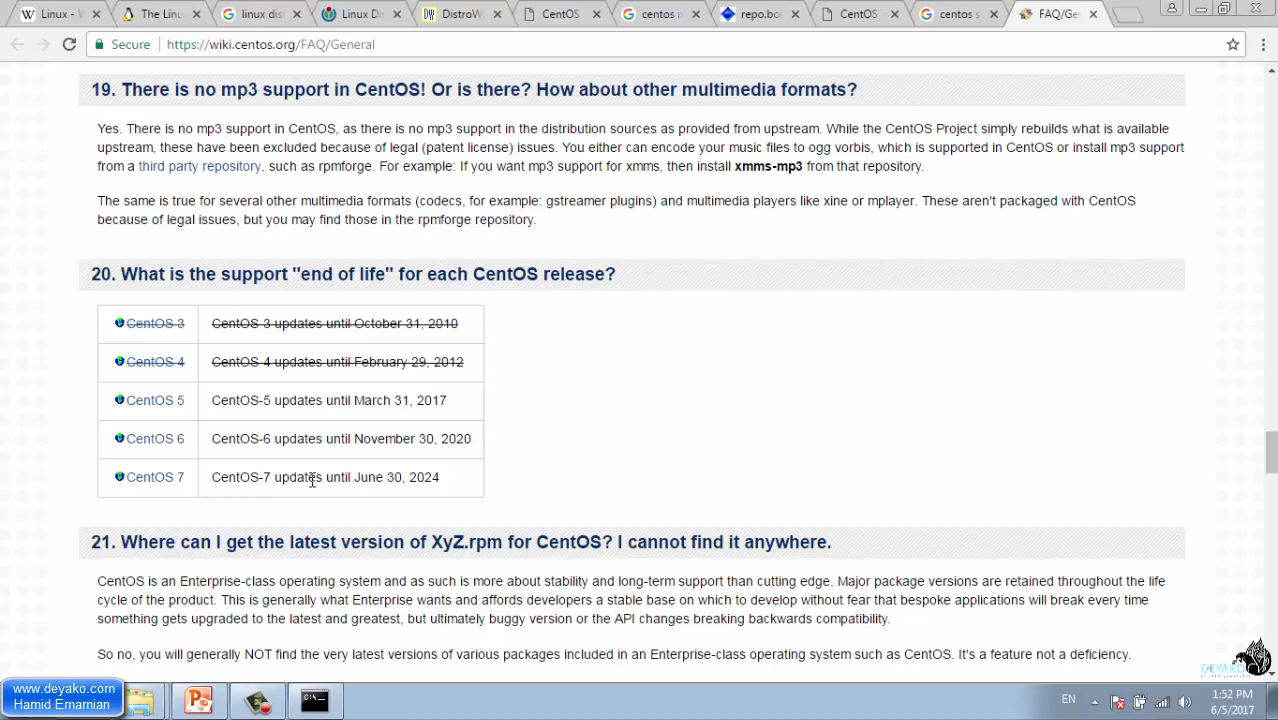 Linux -
The Linu
linux dis
Linux Di
DistroW
CentOS
centos n
repo.bo
CentOS
centos s
FAQ/Ge
Secure https://wiki.centos.org/FAQ/General
19. There is no mp3 support in CentOS! Or is there? How about other multimedia formats?
Yes. There is no mp3 support in CentOS, as there is no mp3 support in the distribution sources as provided from upstream. While the CentOS Project simply rebuilds what is available
upstream, these have been excluded because of legal (patent license) issues. You either can encode your music files to ogg vorbis, which is supported in CentOS or install mp3 support
from a third party repository, such as rpmforge. For example: If you want mp3 support for xmms, then install xmms-mp3 from that repository.
The same is true for several other multimedia formats (codecs, for example: gstreamer plugins) and multimedia players like xine or mplayer. These aren't packaged with CentOS
because of legal issues, but you may find those in the rpmforge repository.
20. What is the support "end of life" for each CentOS release?
CentOS 3 CentOS-3 updates until October 31, 2010
CentOS 4 CentOS-4 updates until February 29, 2012
CentOS 5 CentOS-5 updates until March 31, 2017
CentOS 6 CentOS-6 updates until November 30, 2020
CentOS 7 CentOS-7 updates until June 30, 2024
21. Where can I get the latest version of XyZ.rpm for CentOS? I cannot find it anywhere.
CentOS is an Enterprise-class operating system and as such is more about stability and long-term support than cutting edge. Major package versions are retained throughout the life
cycle of the product. This is generally what Enterprise wants and affords developers a stable base on which to develop without fear that bespoke applications will break every time
something gets upgraded to the latest and greatest, but ultimately buggy version or the API changes breaking backwards compatibility.
So no, you will generally NOT find the very latest versions of various packages included in an Enterprise-class operating system such as CentOS. It's a feature not a deficiency.
DEYAKO
www.deyako.com
Hamid Emamian
EN
1:52 PM
6/5/2017